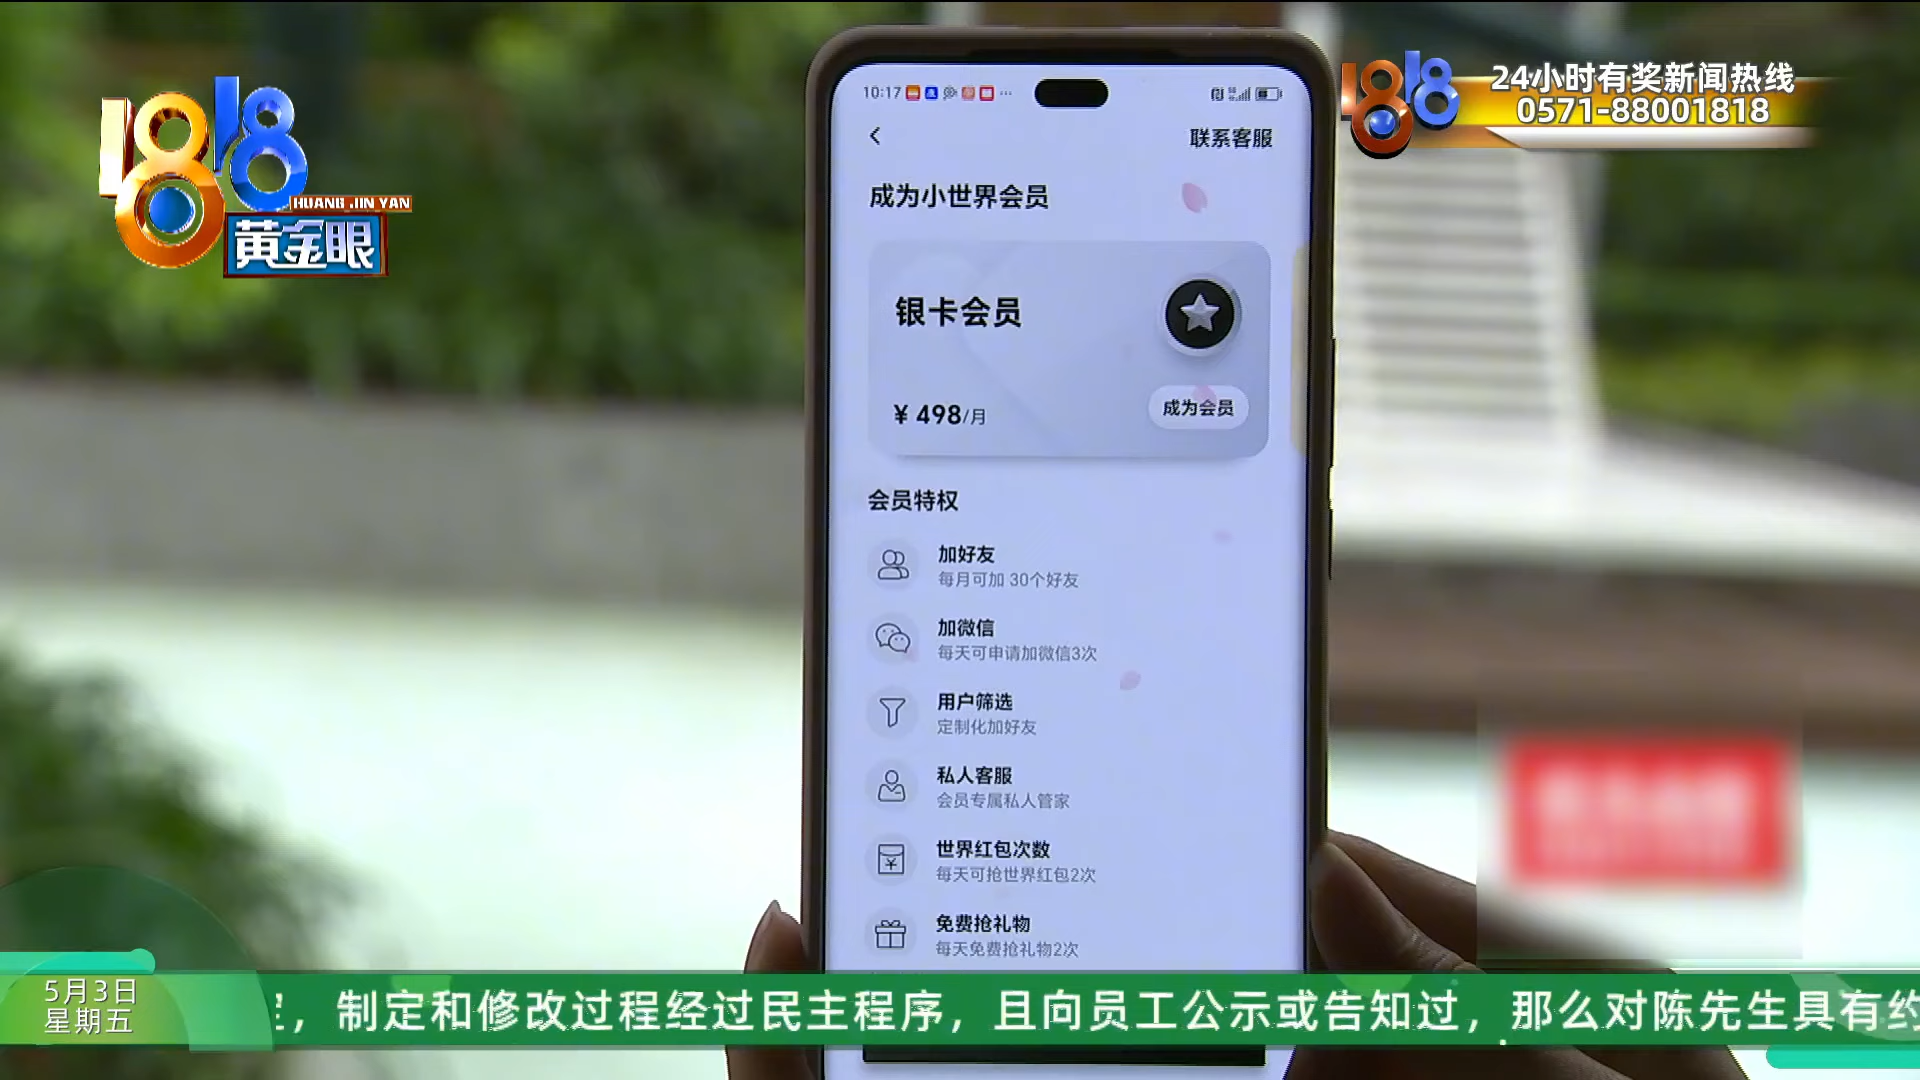 1818
HUANG JIN YAN
黄金眼
1818
24小时有奖新闻热线
0571-88001818
10:17
联系客服
成为小世界会员
银卡会员
¥ 498/月
成为会员
会员特权
加好友
每月可加 30个好友
加微信
每天可申请加微信3次
用户筛选
定制化加好友
私人客服
会员专属私人管家
世界红包次数
每天可抢世界红包2次
免费抢礼物
每天免费抢礼物2次
5月3日
星期五
，制定和修改过程经过民主程序，且向员工公示或告知过，那么对陈先生具有约